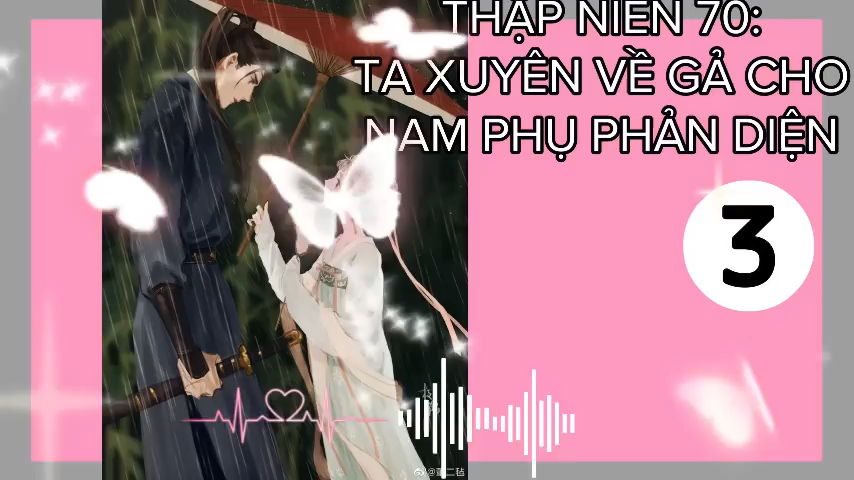 THẬP NIÊN 70:
TA XUYÊN VỀ GẢ CHO
NAM PHỤ PHẢN DIỆN
3